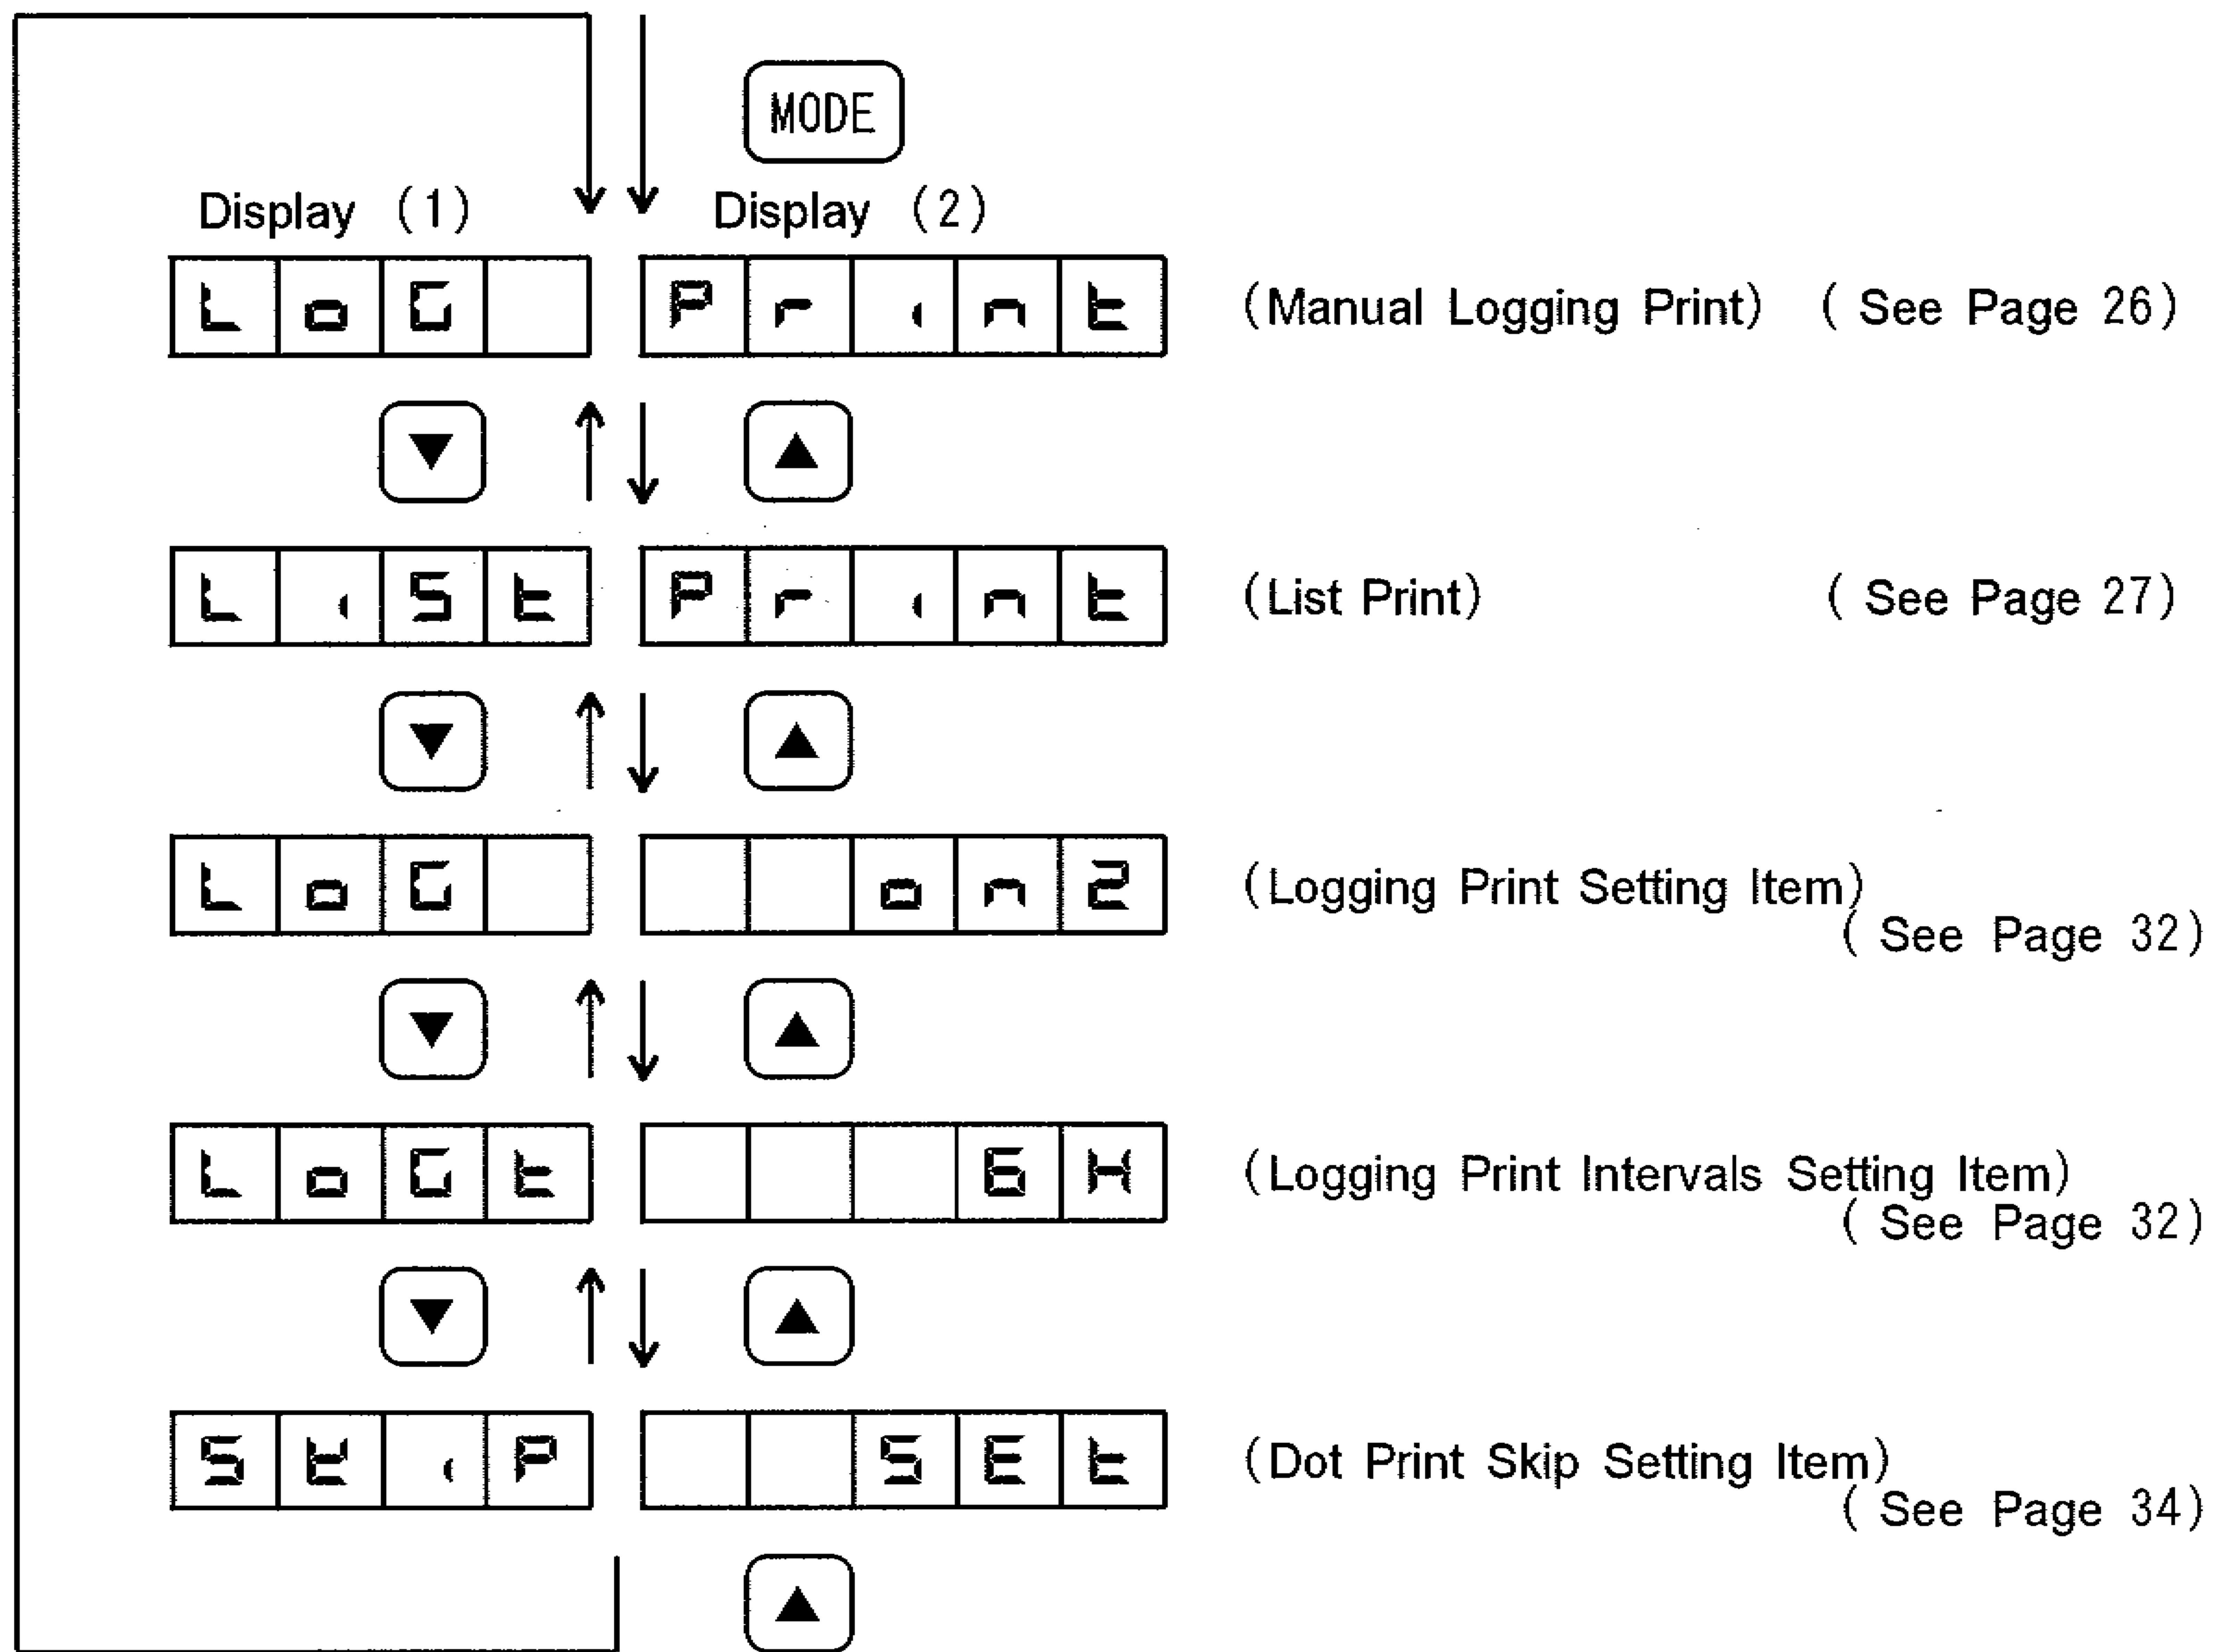 MODE
Display (1) Display (2)
LoG Print (Manual Logging Print) ( See Page 26)
▼ ▲
LiSt Print (List Print) ( See Page 27)
▼ ▲
LoG on2 (Logging Print Setting Item)
( See Page 32)
▼ ▲
LoGt 6H (Logging Print Intervals Setting Item)
( See Page 32)
▼ ▲
SKiP SEt (Dot Print Skip Setting Item)
( See Page 34)
▲